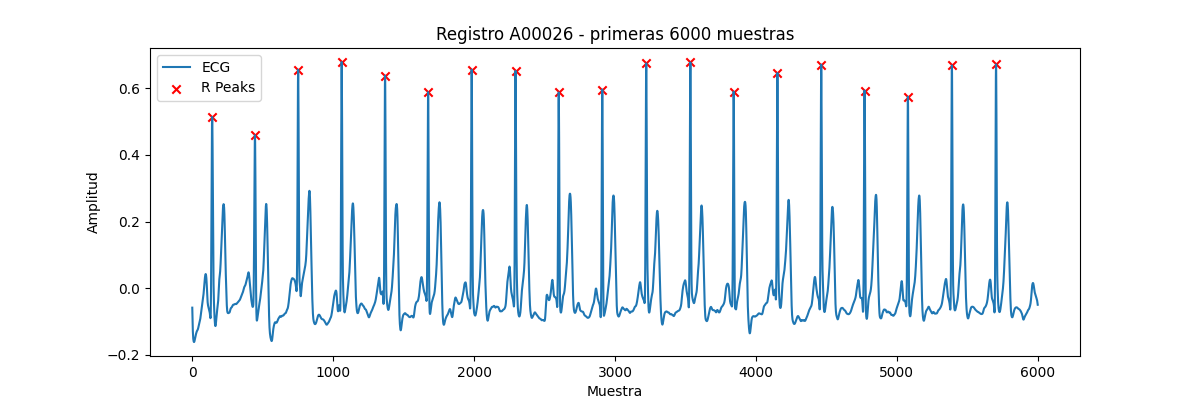 Registro A00026 - primeras 6000 muestras
ECG
R Peaks
Amplitud
0.6
0.4
0.2
0.0
−0.2
0 1000 2000 3000 4000 5000 6000
Muestra